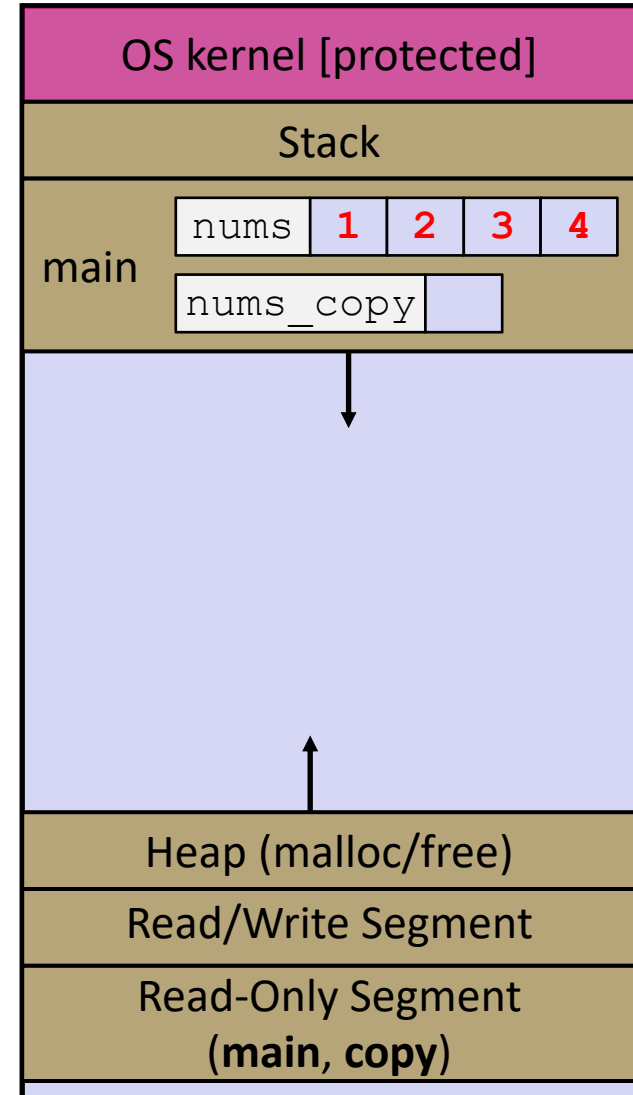 OS kernel [protected]
Stack
main
nums 1 2 3 4
nums_copy
Heap (malloc/free)
Read/Write Segment
Read-Only Segment
(main, copy)